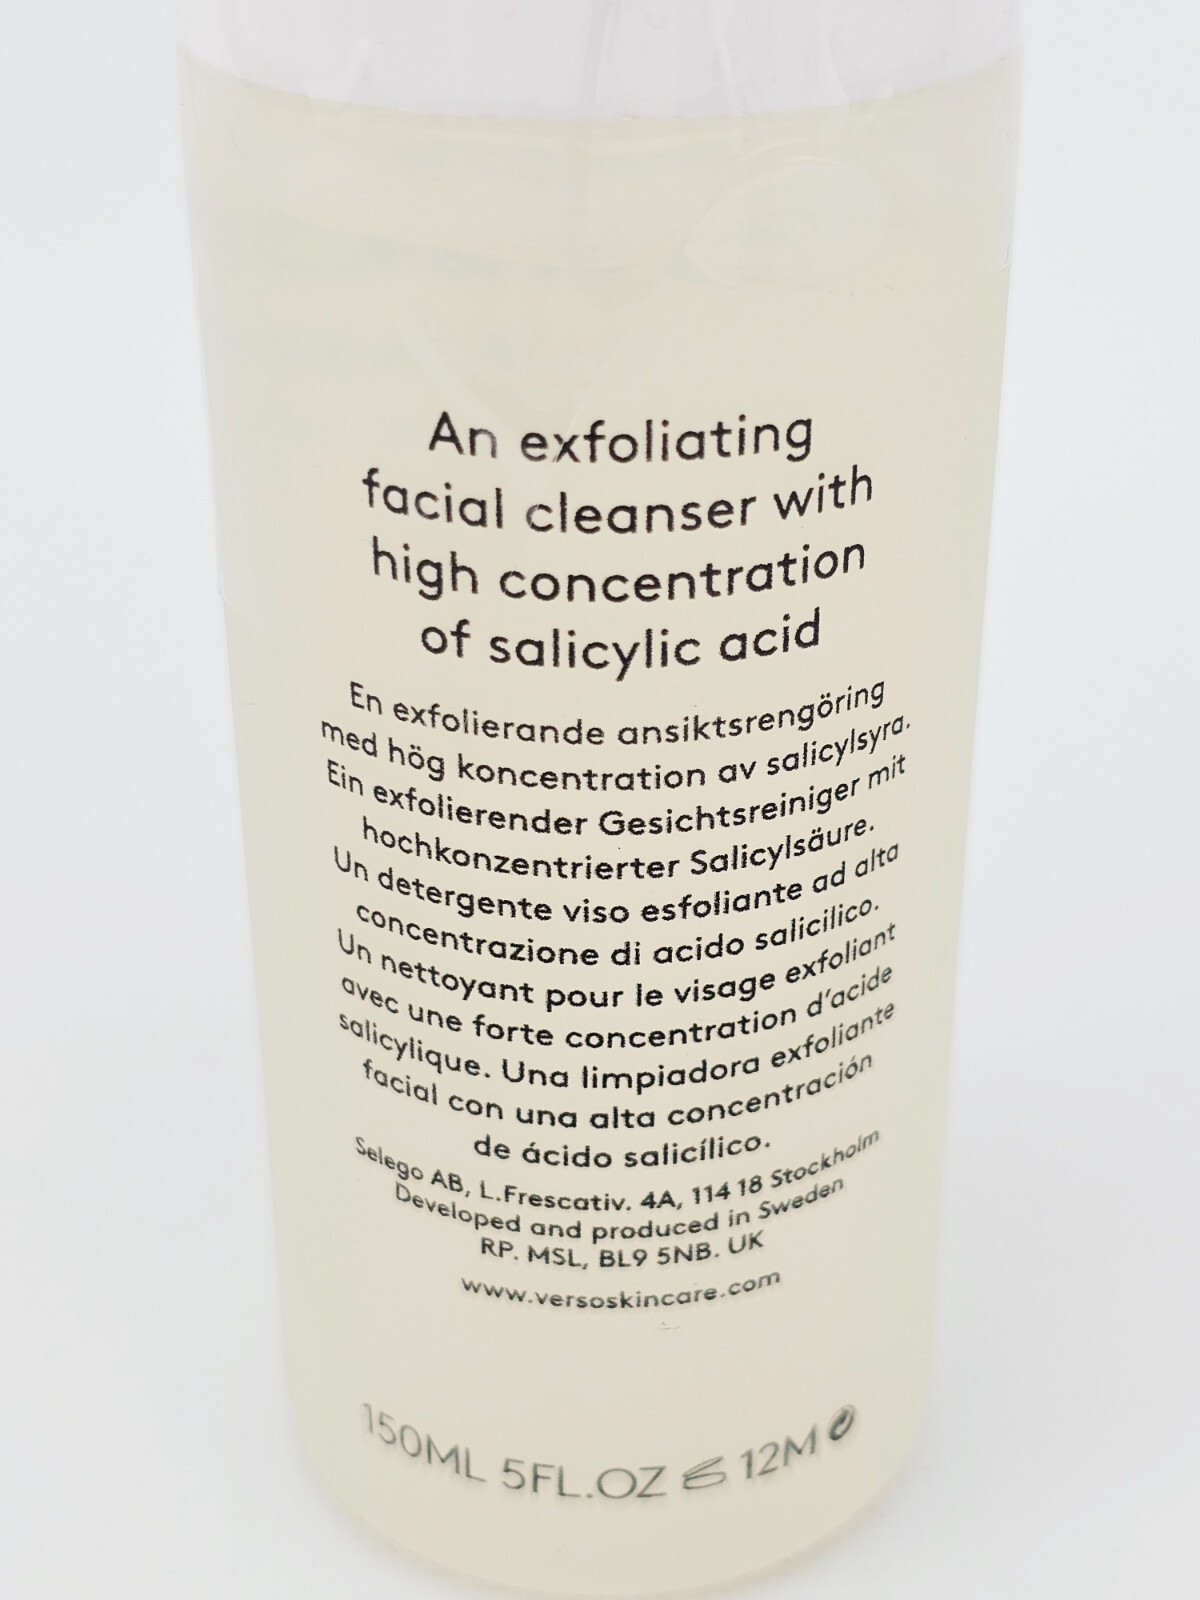 An exfoliating
facial cleanser with
high concentration
of salicylic acid
En exfolierande ansiktsrengöring
med hög koncentration av salicylsyra.
Ein exfolierender Gesichtsreiniger mit
hochkonzentrierter Salicylsäure.
Un detergente viso esfoliante ad alta
concentrazione di acido salicilico.
Un nettoyant pour le visage exfoliant
avec une forte concentration d'acide
salicylique. Una limpiadora exfoliante
facial con una alta concentración
de ácido salicílico.
Selego AB, L.Frescativ. 4A, 114 18 Stockholm
Developed and produced in Sweden
RP. MSL, BL9 5NB. UK
www.versoskincare.com
150ML 5FL.OZ 12M